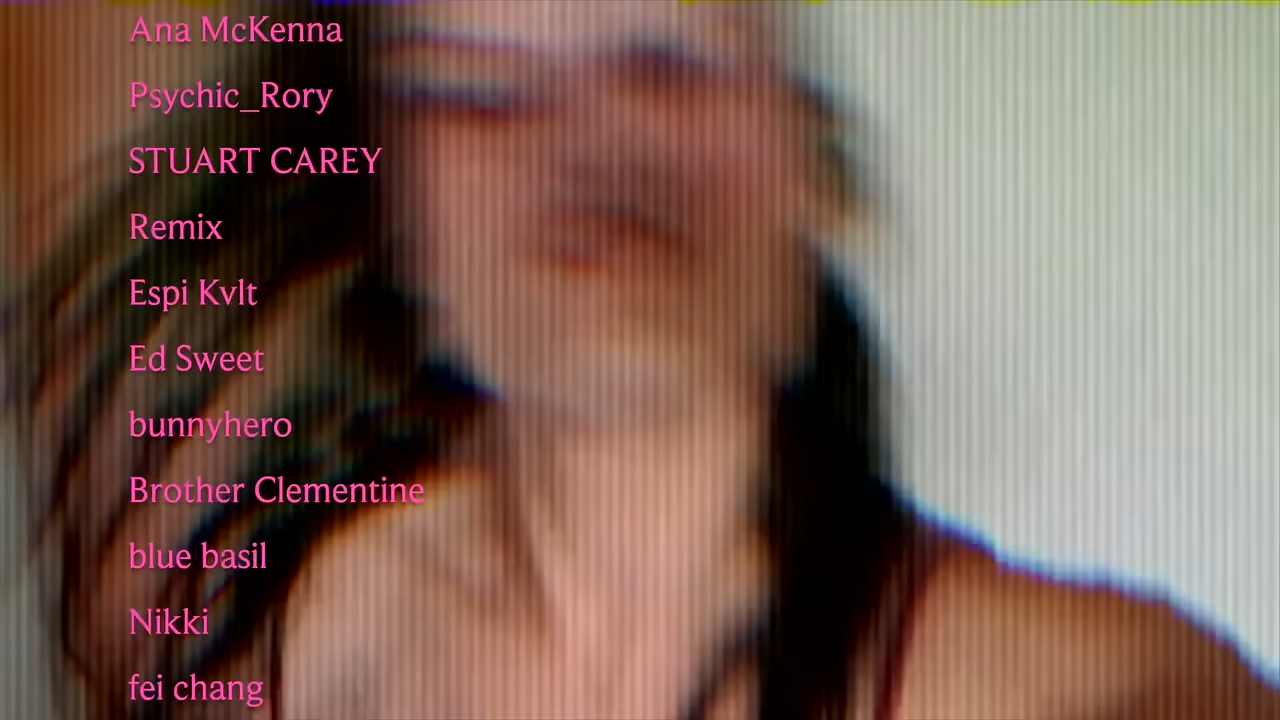 Ana McKenna
Psychic_Rory
STUART CAREY
Remix
Espi Kvlt
Ed Sweet
bunnyhero
Brother Clementine
blue basil
Nikki
fei chang